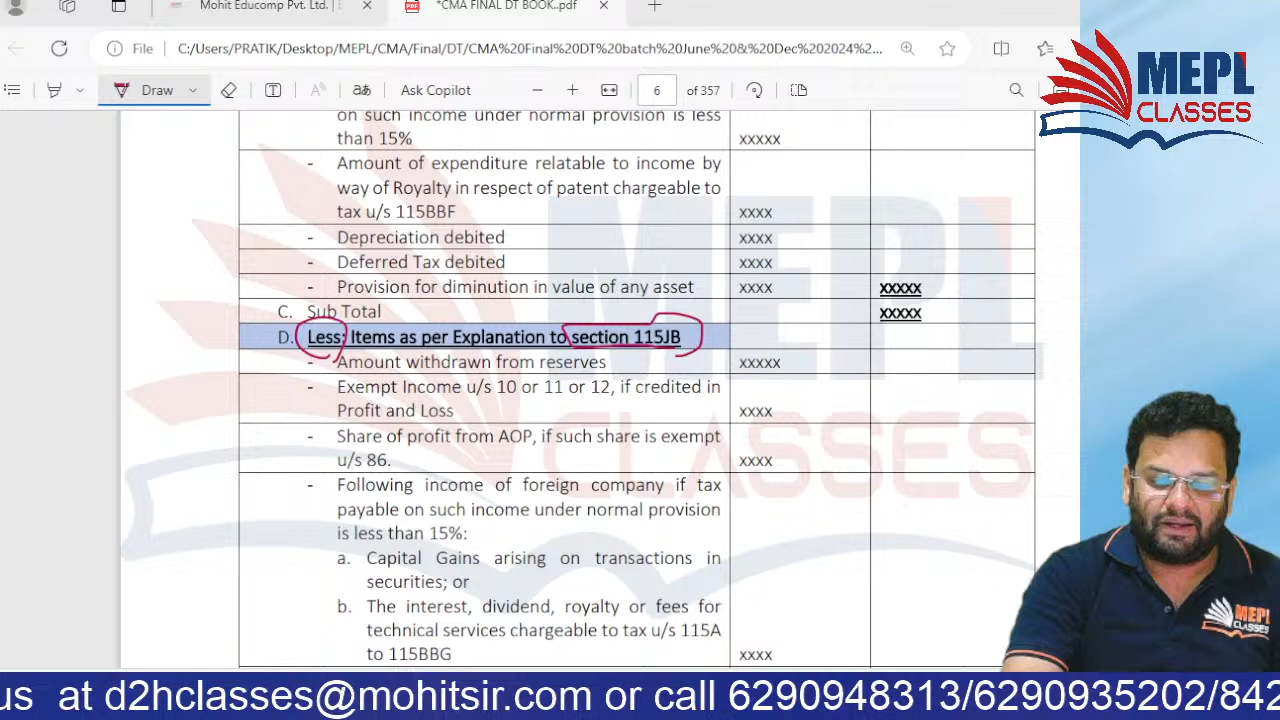 Mohit Educomp Pvt. Ltd.
*CMA FINAL DT BOOK..pdf
File
C:/Users/PRATIK/Desktop/MEPL/CMA/Final/DT/CMA%20Final%20DT%20batch%20June%20&%20Dec%202024%2...
Draw
Ask Copilot
6
of 357
MEPL
CLASSES
on such income under normal provision is less
than 15%
xxxxx
- Amount of expenditure relatable to income by
way of Royalty in respect of patent chargeable to
tax u/s 115BBF
xxxx
- Depreciation debited
xxxx
- Deferred Tax debited
xxxx
- Provision for diminution in value of any asset
xxxx
xxxxx
C. Sub Total
xxxxx
D. Less: Items as per Explanation to section 115JB
- Amount withdrawn from reserves
xxxxx
- Exempt Income u/s 10 or 11 or 12, if credited in
Profit and Loss
xxxx
- Share of profit from AOP, if such share is exempt
u/s 86.
xxxx
- Following income of foreign company if tax
payable on such income under normal provision
is less than 15%:
a. Capital Gains arising on transactions in
securities; or
b. The interest, dividend, royalty or fees for
technical services chargeable to tax u/s 115A
to 115BBG
xxxx
MEPL
CLASSES
MEPL
CLASSES
us at d2hclasses@mohitsir.com or call 6290948313/6290935202/842